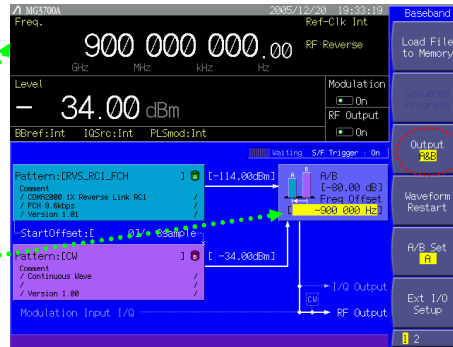 MG3700A 2005/12/20 19:33:19
Freq. Ref-Clk Int
900 000 000.00 RF Reverse
GHz MHz kHz Hz
Level
- 34.00 dBm
Modulation
On
RF Output
On
BBref:Int IQSrc:Int PLSmod:Int
Waiting S/F Trigger : On
Pattern:[RVS_RC1_FCH ] A [-114.00dBm]
Comment
/ CDMA2000 1X Reverse Link RC1 /
/ FCH 9.6kbps /
/ Version 1.01 /
A B A/B
[-80.00 dB]
Freq Offset
[ -900 000 Hz]
StartOffset:[ 0]/ 8Sample
Pattern:[CW ] B [ -34.00dBm]
Comment
/ Continuous Wave /
/ /
/ Version 1.00 /
Modulation Input I/Q
I/Q Output
CW
RF Output
Baseband
Load File
to Memory
Sequence
Progress
Output
A&B
Waveform
Restart
A/B Set
A
Ext I/O
Setup
1 2